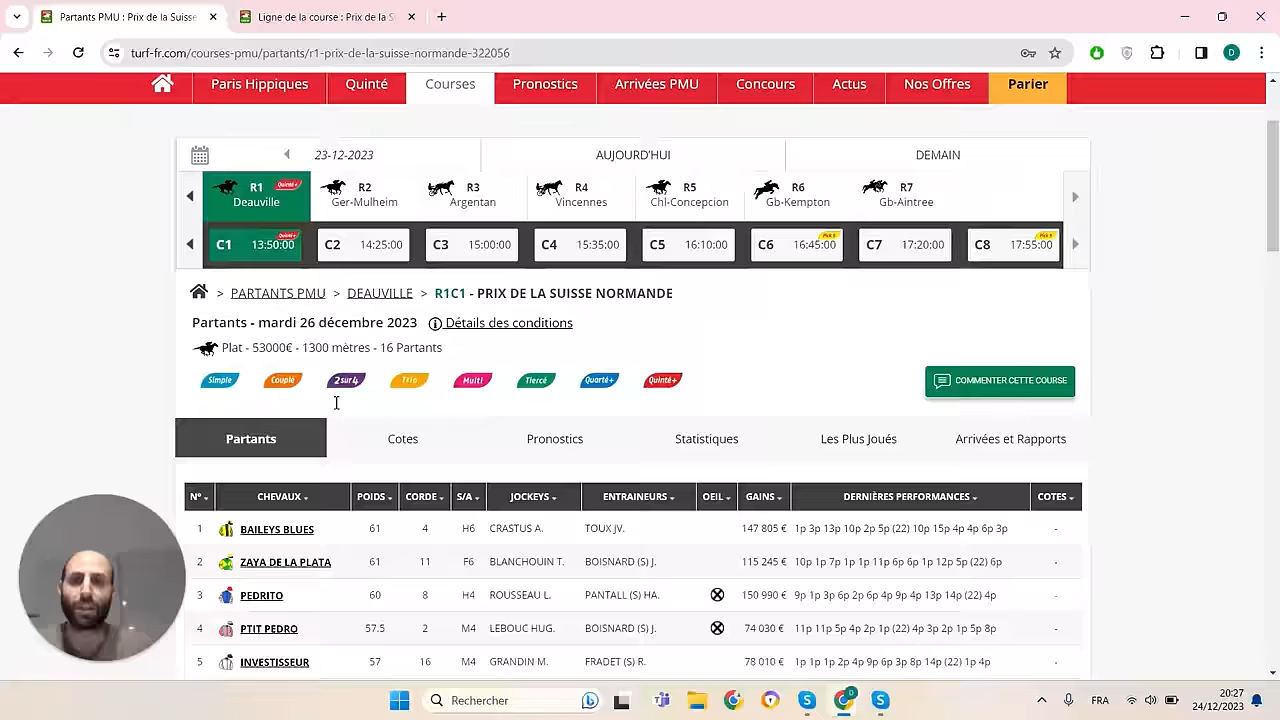 Partants PMU : Prix de la Suisse
Ligne de la course : Prix de la S
turf-fr.com/courses-pmu/partants/r1-prix-de-la-suisse-normande-322056
D
Paris Hippiques Quinté Courses Pronostics Arrivées PMU Concours Actus Nos Offres Parier
23-12-2023 AUJOURD'HUI DEMAIN
R1 Quinté+ R2 R3 R4 R5 R6 R7
Deauville Ger-Mulheim Argentan Vincennes Chl-Concepcion Gb-Kempton Gb-Aintree
Quinté+ Pick 5 Pick 5
C1 13:50:00 C2 14:25:00 C3 15:00:00 C4 15:35:00 C5 16:10:00 C6 16:45:00 C7 17:20:00 C8 17:55:00
> PARTANTS PMU > DEAUVILLE > R1C1 - PRIX DE LA SUISSE NORMANDE
Partants - mardi 26 décembre 2023 Détails des conditions
Plat - 53000€ - 1300 mètres - 16 Partants
Simple Couplé 2sur4 Trio Multi Tiercé Quarté+ Quinté+ COMMENTER CETTE COURSE
Partants Cotes Pronostics Statistiques Les Plus Joués Arrivées et Rapports
N° CHEVAUX POIDS CORDE S/A JOCKEYS ENTRAINEURS OEIL GAINS DERNIÈRES PERFORMANCES COTES
1 BAILEYS BLUES 61 4 H6 CRASTUS A. TOUX JV. 147 805 € 1p 3p 13p 10p 2p 5p (22) 10p 15p 4p 4p 6p 3p -
2 ZAYA DE LA PLATA 61 11 F6 BLANCHOUIN T. BOISNARD (S) J. 115 245 € 10p 1p 7p 1p 1p 11p 6p 6p 1p 12p 5p (22) 6p -
3 PEDRITO 60 8 H4 ROUSSEAU L. PANTALL (S) HA. 150 990 € 9p 1p 3p 6p 2p 6p 4p 9p 4p 13p 14p (22) 4p -
4 PTIT PEDRO 57.5 2 M4 LEBOUC HUG. BOISNARD (S) J. 74 030 € 11p 11p 5p 4p 2p 1p (22) 4p 3p 2p 1p 5p 8p -
5 INVESTISSEUR 57 16 M4 GRANDIN M. FRADET (S) R. 78 010 € 1p 1p 1p 2p 4p 9p 6p 3p 8p 14p (22) 1p 4p -
Rechercher FRA 20:27
24/12/2023